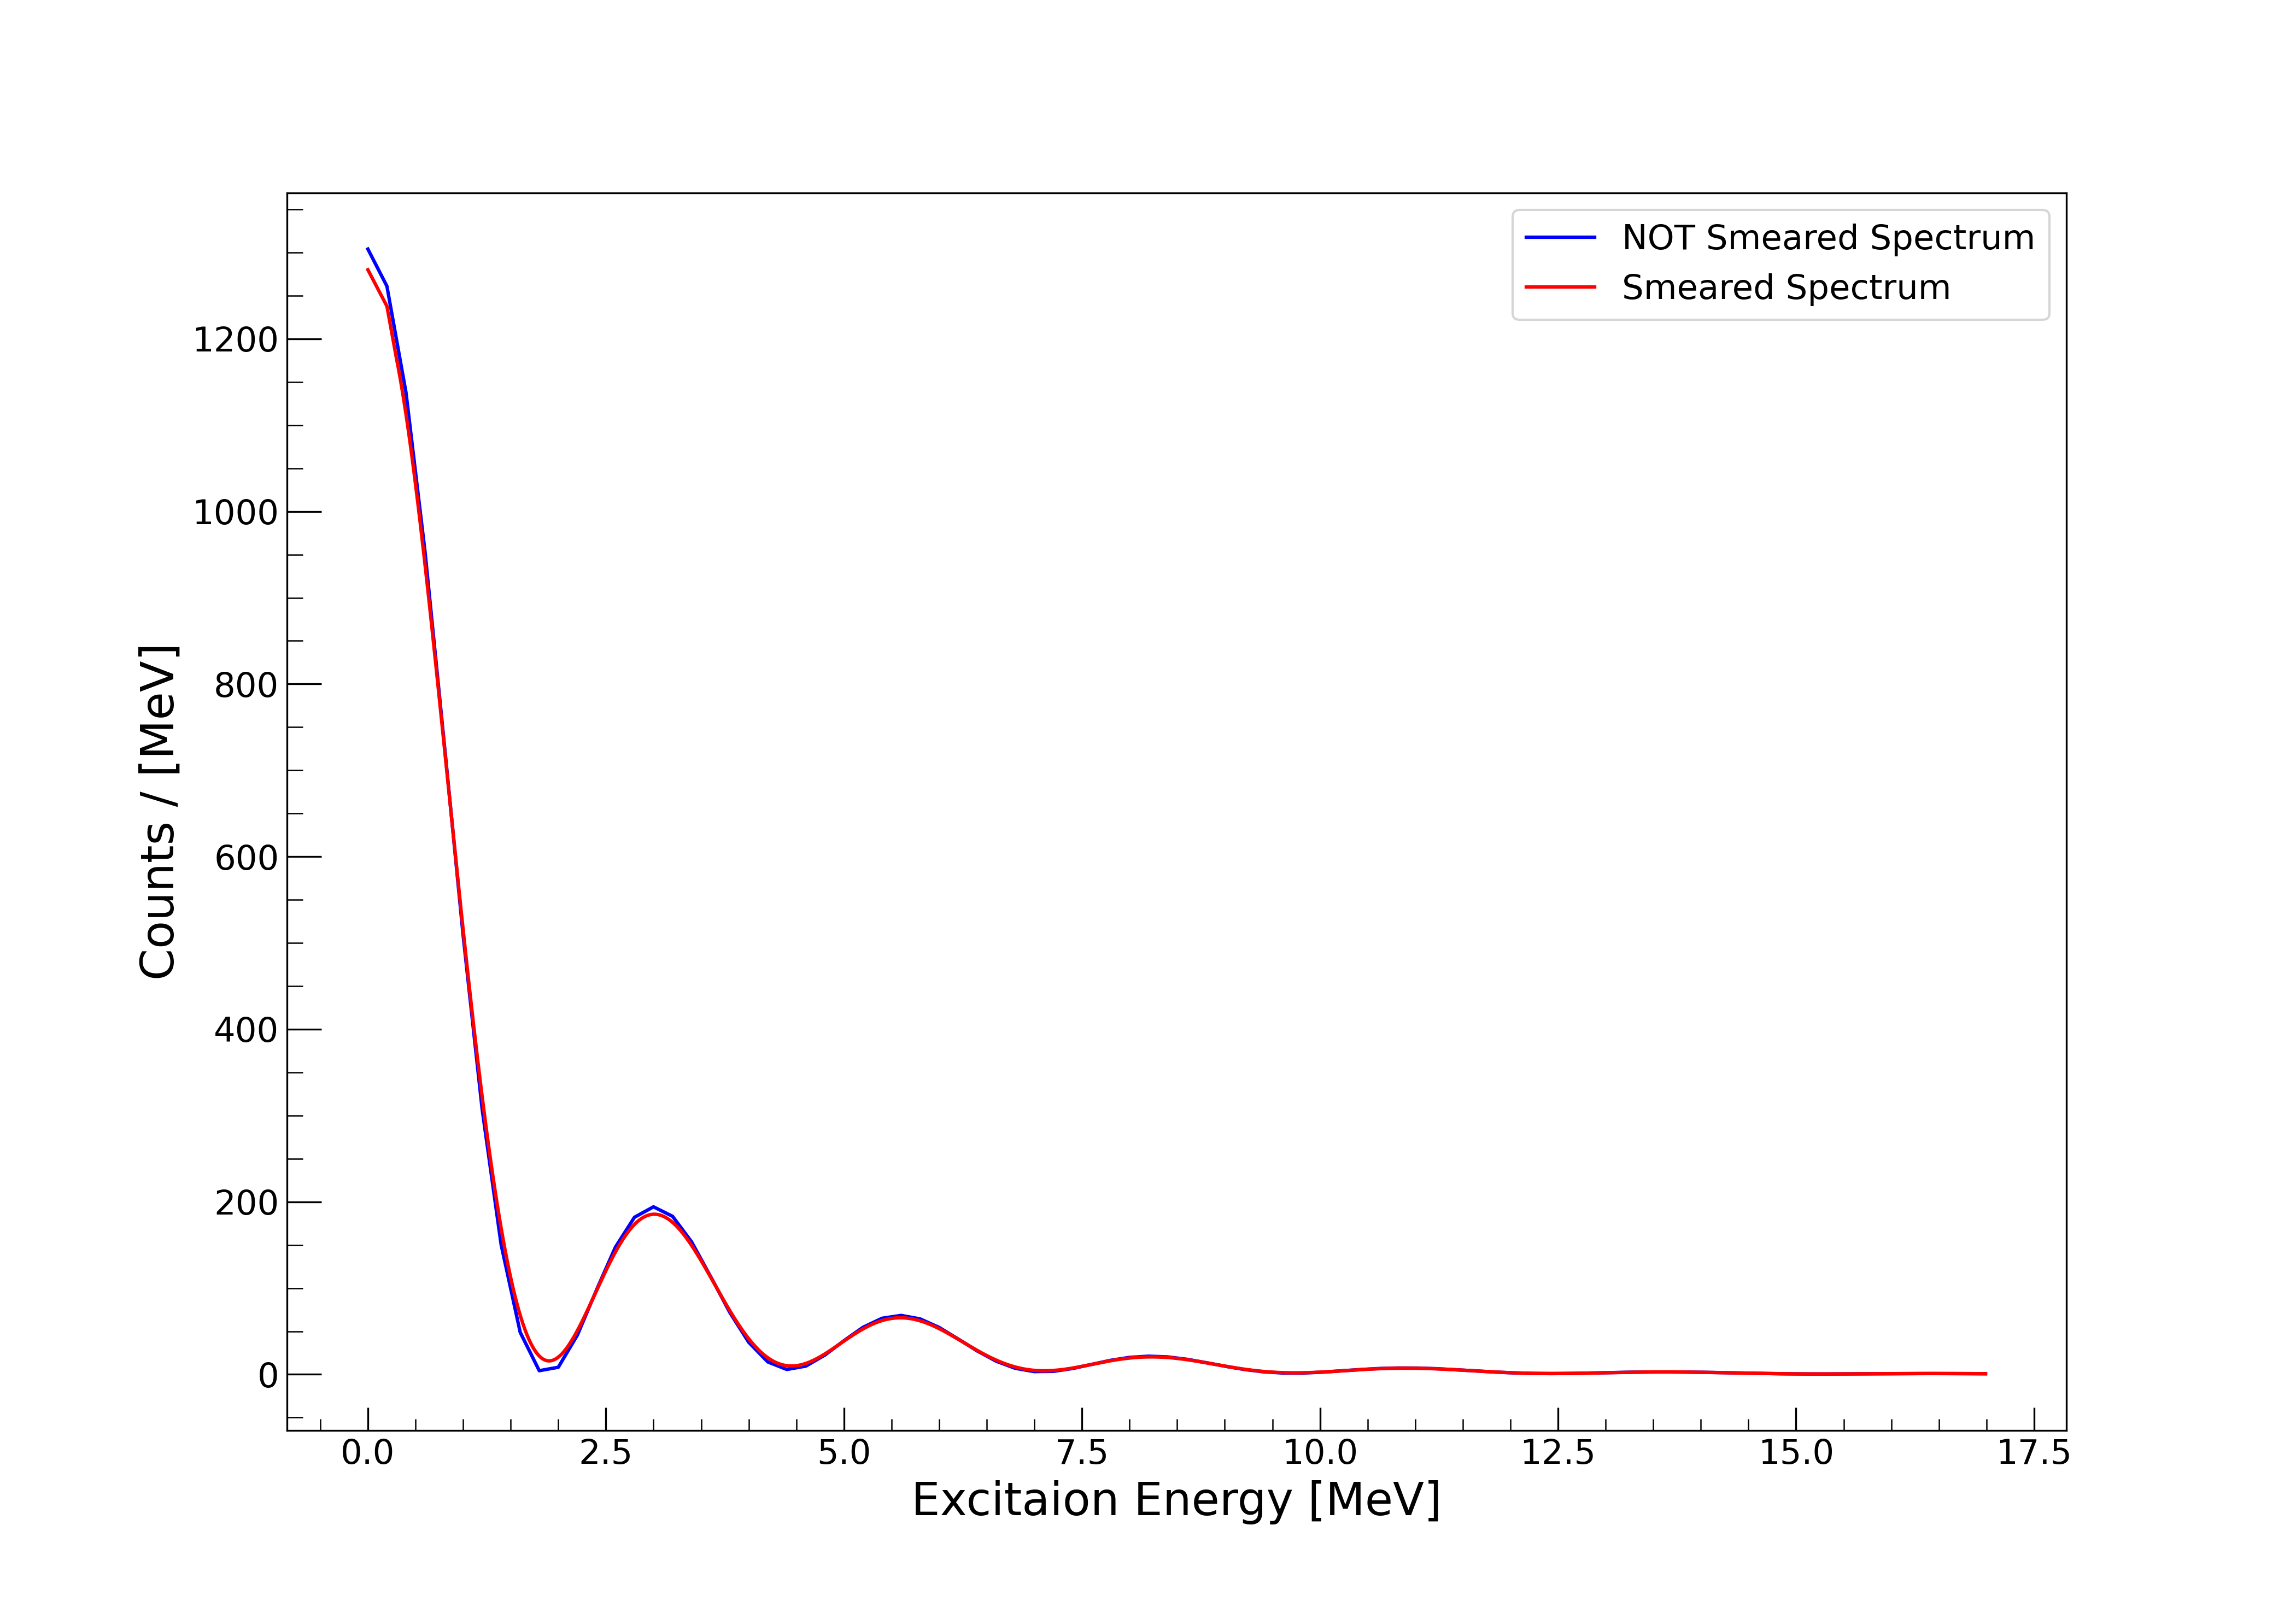 NOT Smeared Spectrum
Smeared Spectrum
1200
1000
800
600
400
200
0
Counts / [MeV]
0.0 2.5 5.0 7.5 10.0 12.5 15.0 17.5
Excitaion Energy [MeV]